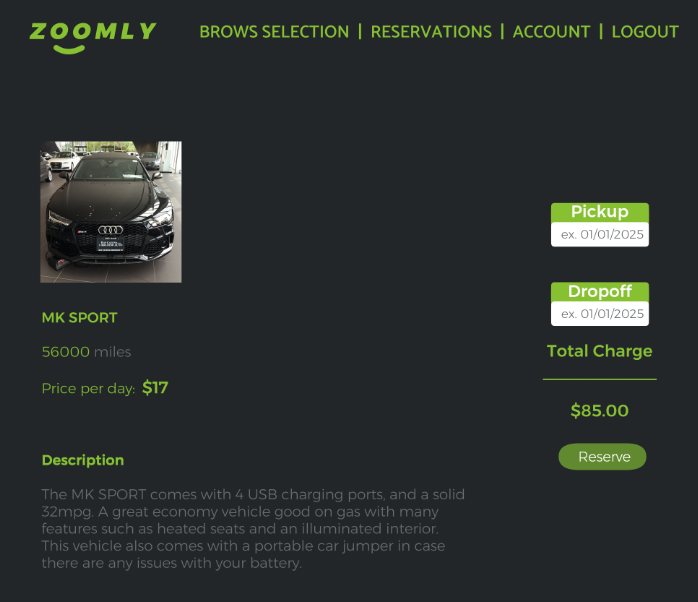 ZOOMLY
BROWS SELECTION | RESERVATIONS | ACCOUNT | LOGOUT
Pickup
ex. 01/01/2025
Dropoff
ex. 01/01/2025
Total Charge
$85.00
Reserve
MK SPORT
56000 miles
Price per day: $17
Description
The MK SPORT comes with 4 USB charging ports, and a solid
32mpg. A great economy vehicle good on gas with many
features such as heated seats and an illuminated interior.
This vehicle also comes with a portable car jumper in case
there are any issues with your battery.